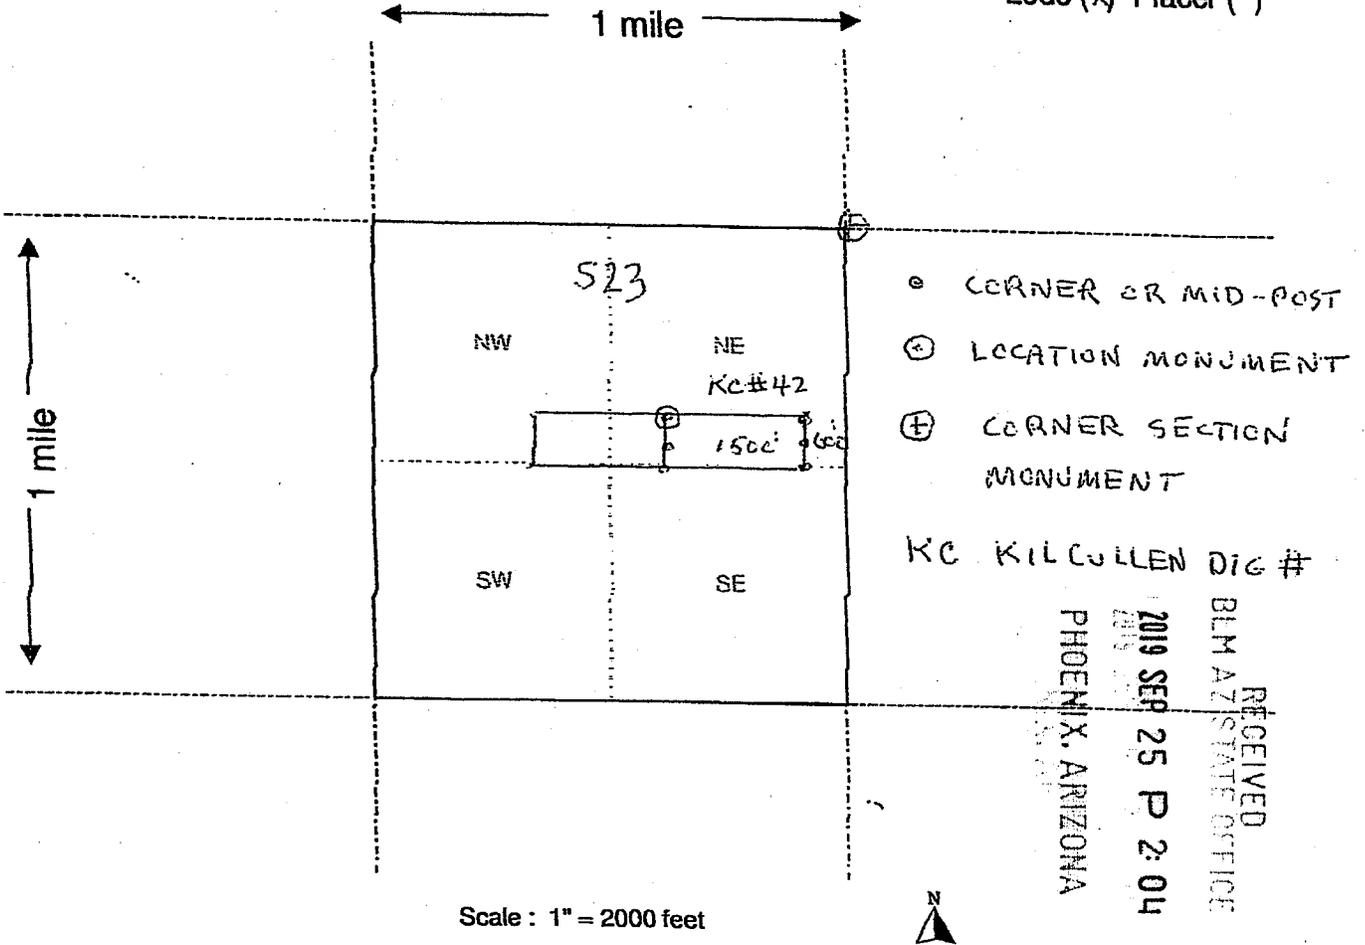 Lode (X) Placer ( )
1 mile
S23
NW
NE
KC#42
1500'
600'
1 mile
SW
SE
CORNER OR MID-POST
LOCATION MONUMENT
CORNER SECTION
MONUMENT
KC KILCULLEN DIG #
RECEIVED
BLM AZ STATE OFFICE
2019 SEP 25 P 2:04
PHOENIX, ARIZONA
Scale : 1" = 2000 feet
N